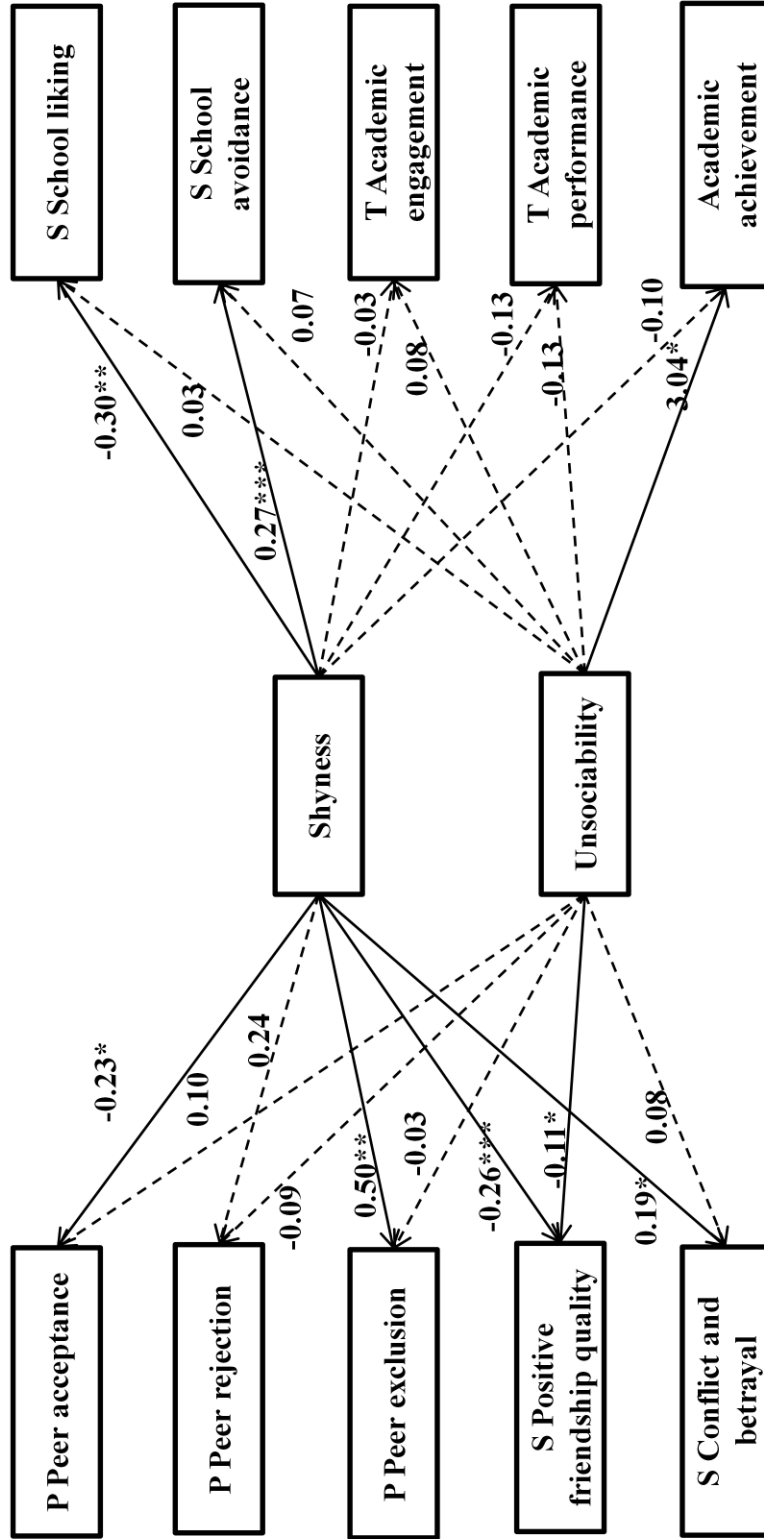 P Peer acceptance
P Peer rejection
P Peer exclusion
S Positive
friendship quality
S Conflict and
betrayal
-0.23*
0.10
0.24
-0.09
0.50**
-0.03
-0.26***
-0.11*
0.19*
0.08
Shyness
Unsociability
-0.30**
0.03
0.27***
0.07
-0.03
0.08
-0.13
-0.13
-0.10
3.04*
S School liking
S School
avoidance
T Academic
engagement
T Academic
performance
Academic
achievement